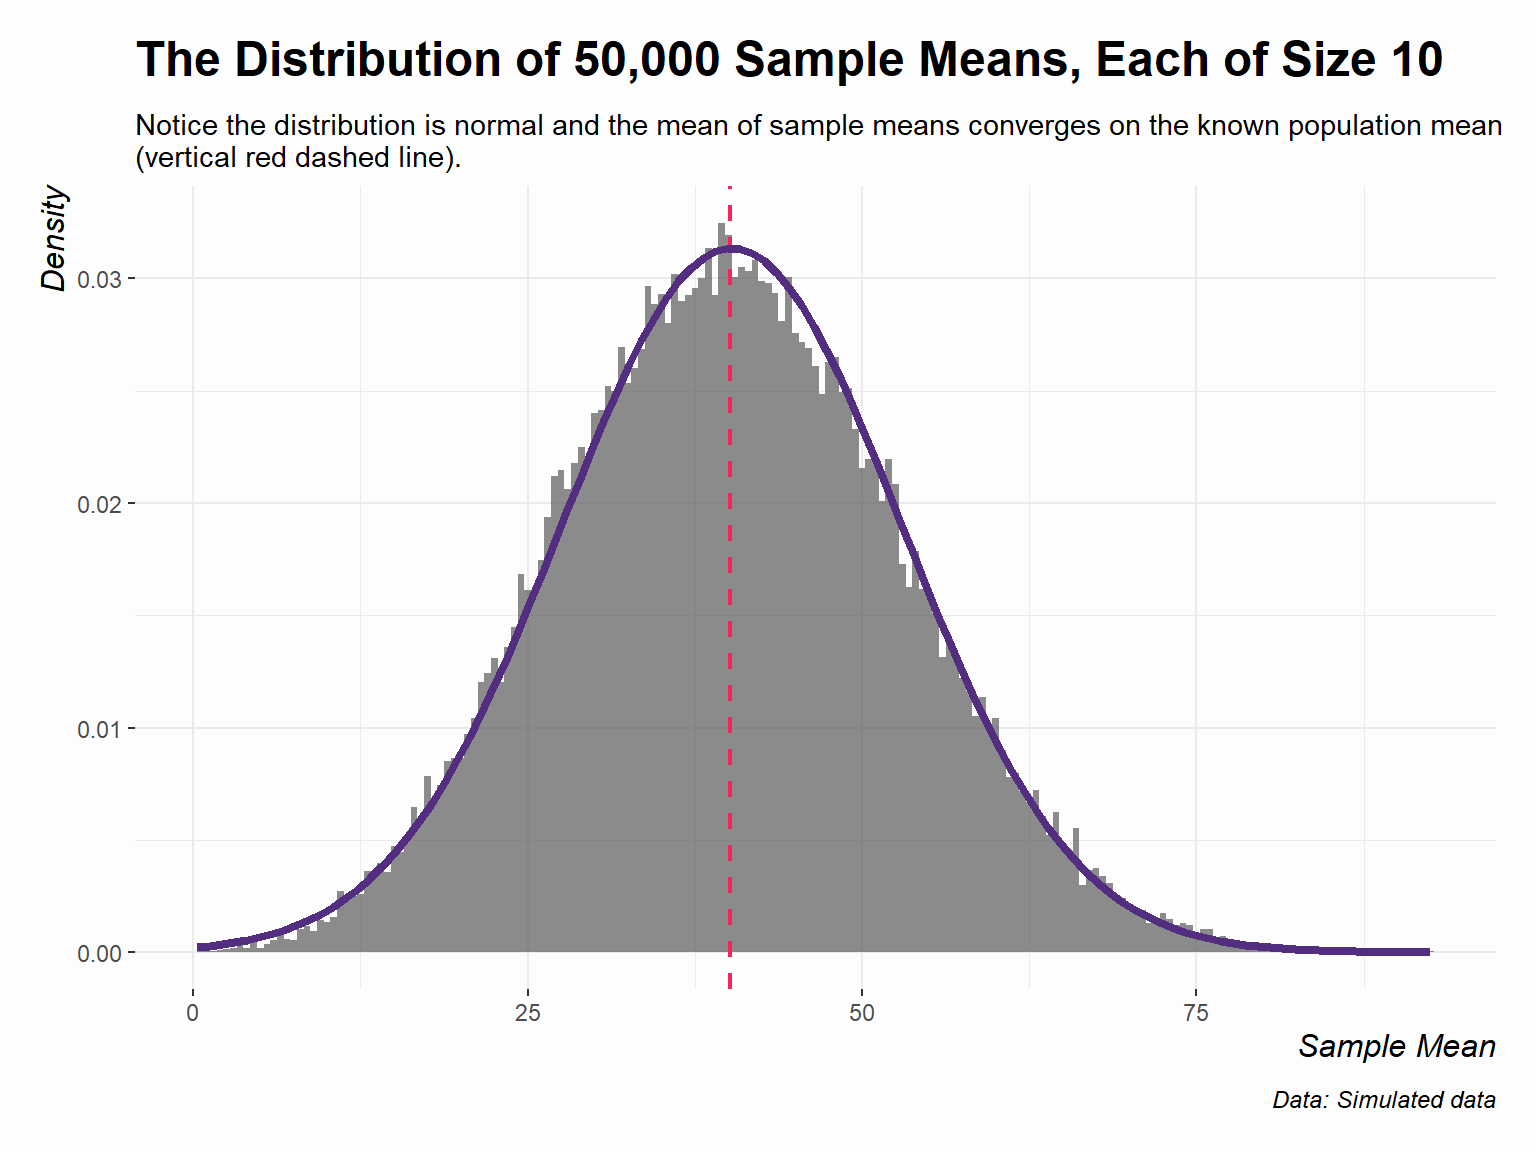 The Distribution of 50,000 Sample Means, Each of Size 10
Notice the distribution is normal and the mean of sample means converges on the known population mean
(vertical red dashed line).
Density
0.03
0.02
0.01
0.00
0 25 50 75
Sample Mean
Data: Simulated data